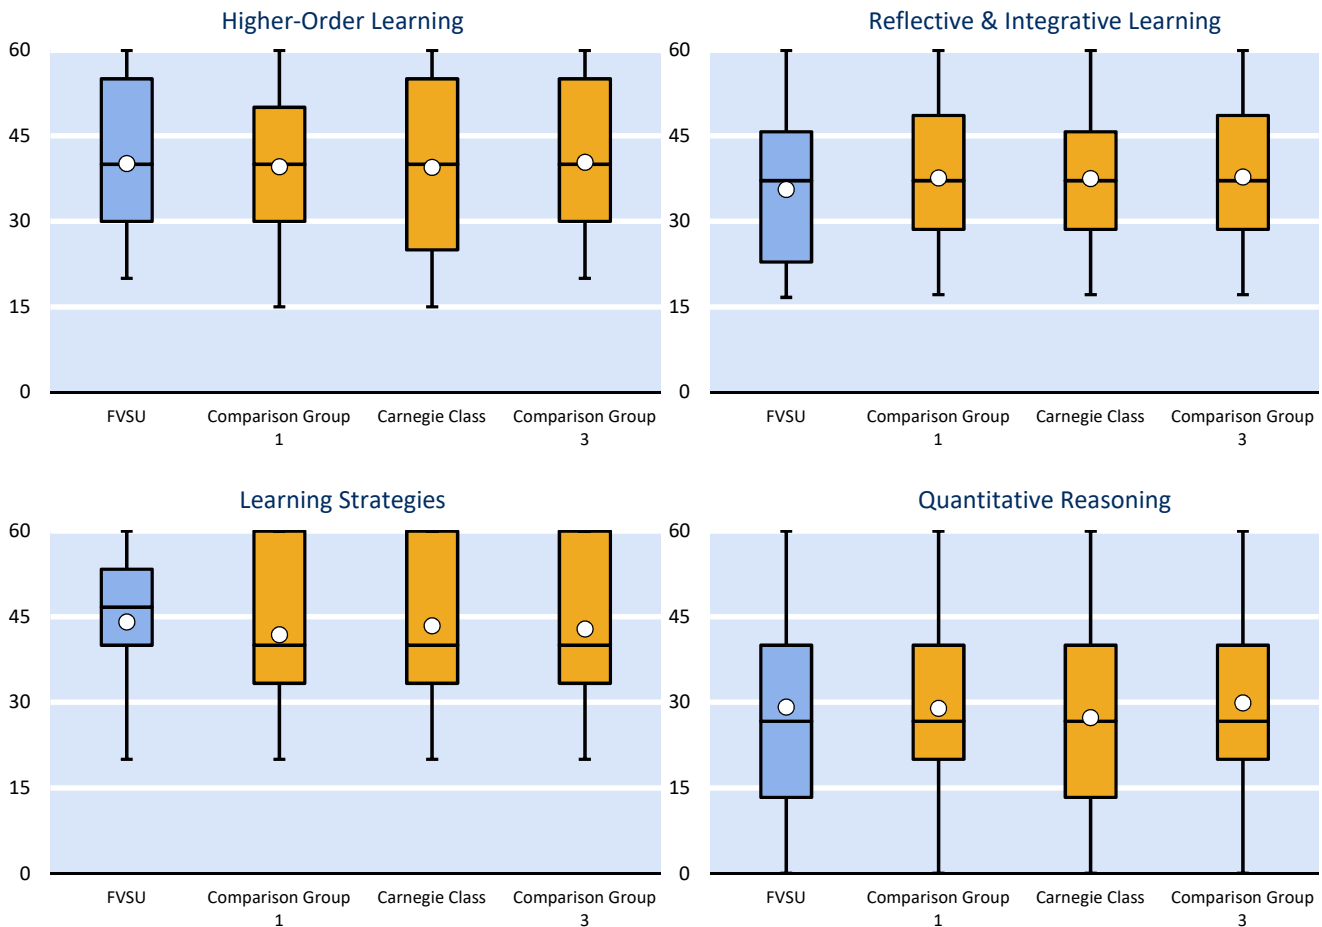 Higher-Order Learning
60
45
30
15
0
FVSU
Comparison Group
1
Carnegie Class
Comparison Group
3
Reflective & Integrative Learning
60
45
30
15
0
FVSU
Comparison Group
1
Carnegie Class
Comparison Group
3
Learning Strategies
60
45
30
15
0
FVSU
Comparison Group
1
Carnegie Class
Comparison Group
3
Quantitative Reasoning
60
45
30
15
0
FVSU
Comparison Group
1
Carnegie Class
Comparison Group
3